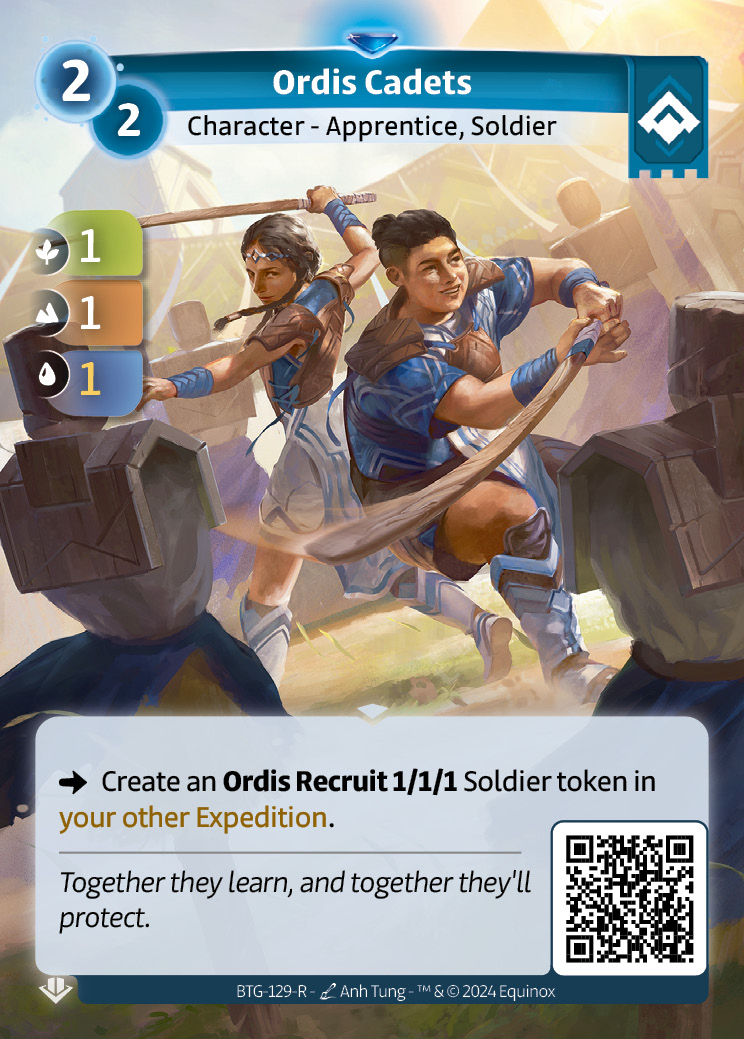 2
Ordis Cadets
2
Character - Apprentice, Soldier
1
1
1
Create an Ordis Recruit 1/1/1 Soldier token in
your other Expedition.
Together they learn, and together they'll
protect.
BTG-129-R - Anh Tung - ™ & © 2024 Equinox